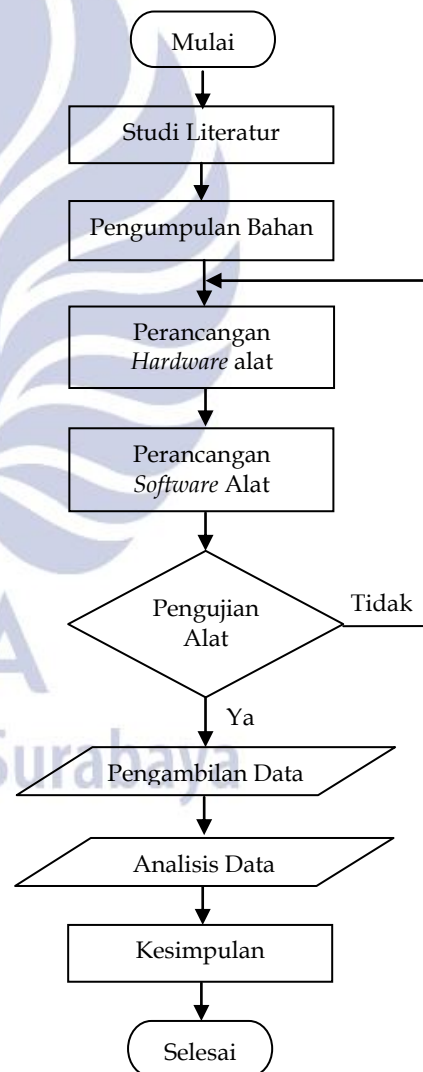 Mulai
Studi Literatur
Pengumpulan Bahan
Perancangan
Hardware alat
Perancangan
Software Alat
Pengujian
Alat
Tidak
Ya
A
Surabaya
Pengambilan Data
Analisis Data
Kesimpulan
Selesai